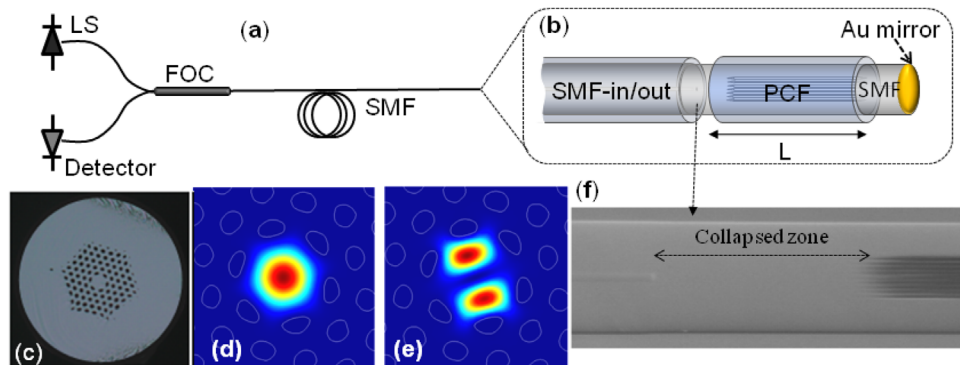 (a)
LS
FOC
SMF
Detector
(b)
Au mirror
SMF-in/out
PCF
SMF
L
(c)
(d)
(e)
(f)
Collapsed zone